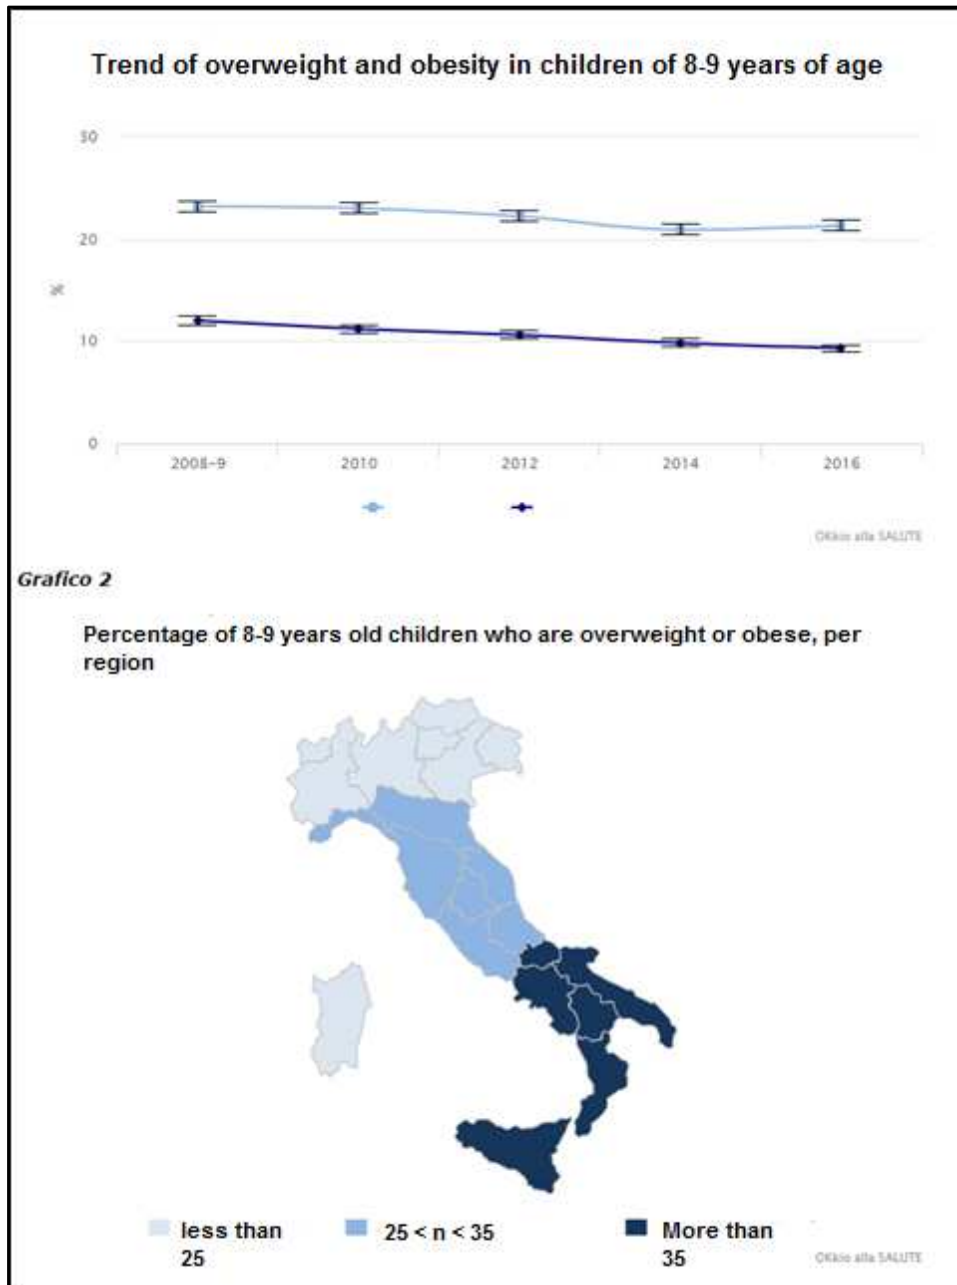 Trend of overweight and obesity in children of 8-9 years of age
30
20
%
10
0
2008-9
2010
2012
2014
2016
OKkio alla SALUTE
Grafico 2
Percentage of 8-9 years old children who are overweight or obese, per
region
less than
25
25 < n < 35
More than
35
OKkio alla SALUTE